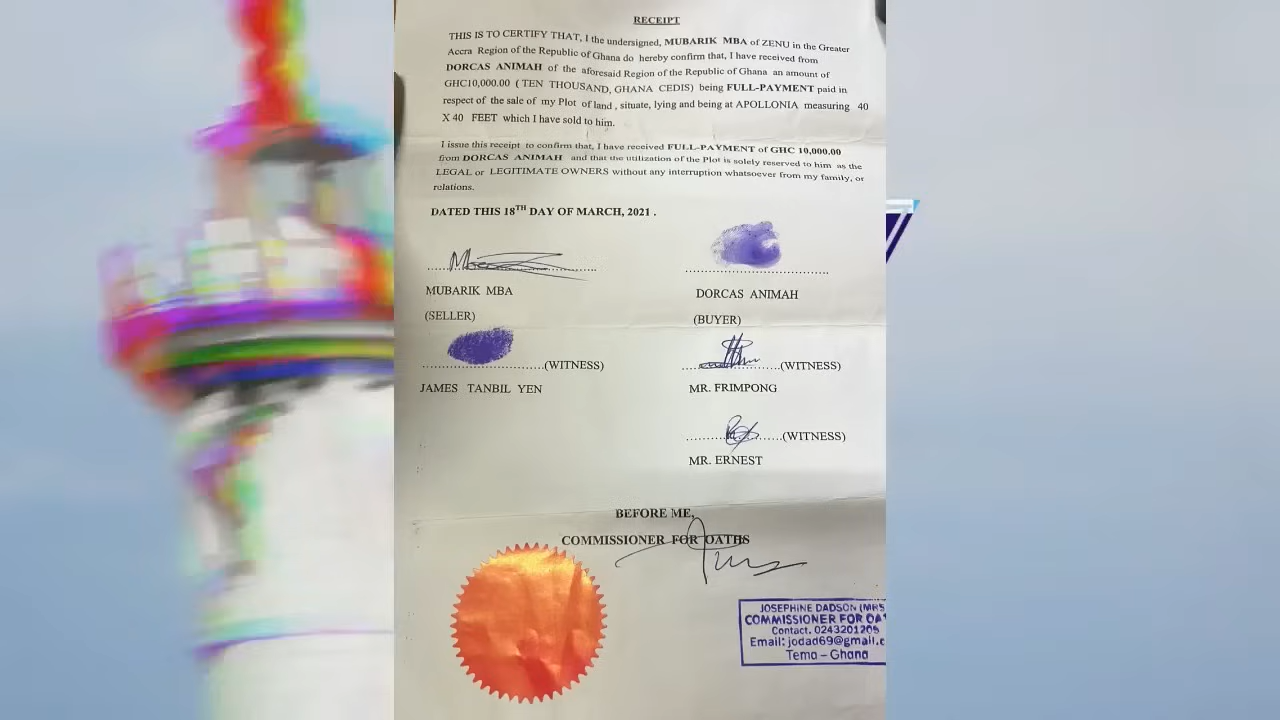 RECEIPT
THIS IS TO CERTIFY THAT, I the undersigned, MUBARIK MBA of ZENU in the Greater
Accra Region of the Republic of Ghana do hereby confirm that, I have received from
DORCAS ANIMAH of the aforesaid Region of the Republic of Ghana an amount of
GHC10,000.00 ( TEN THOUSAND, GHANA CEDIS) being FULL-PAYMENT paid in
respect of the sale of my Plot of land , situate, lying and being at APOLLONIA measuring 40
X 40 FEET which I have sold to him.
I issue this receipt to confirm that, I have received FULL-PAYMENT of GHC 10,000.00
from DORCAS ANIMAH and that the utilization of the Plot is solely reserved to him as the
LEGAL or LEGITIMATE OWNERS without any interruption whatsoever from my family, or
relations.
DATED THIS 18TH DAY OF MARCH, 2021 .
MUBARIK MBA
(SELLER)
DORCAS ANIMAH
(BUYER)
(WITNESS)
JAMES TANBIL YEN
(WITNESS)
MR. FRIMPONG
(WITNESS)
MR. ERNEST
BEFORE ME,
COMMISSIONER FOR OATHS
JOSEPHINE DADSON (MRS
COMMISSIONER FOR OA
Contact. 0243201209
Email: jodad69@gmail.c
Tema - Ghana